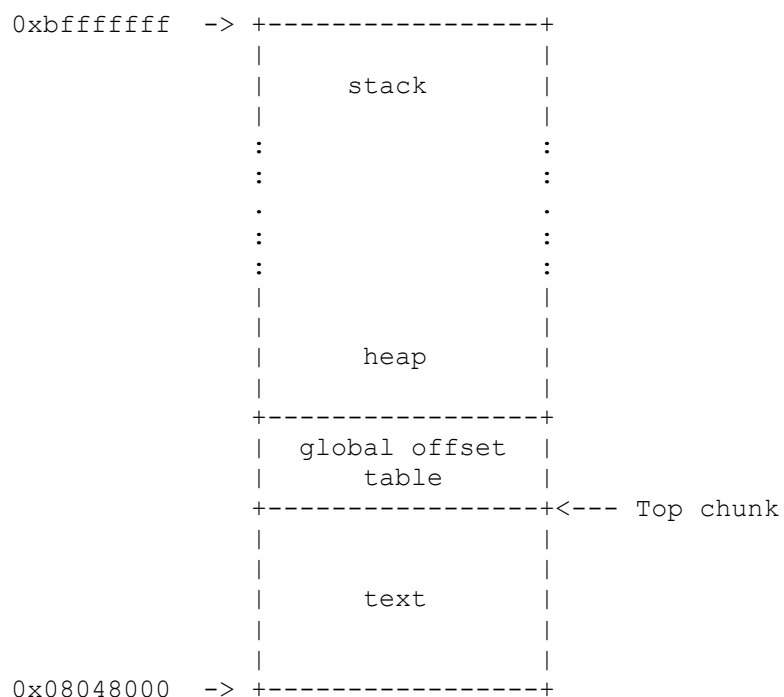 0xbfffffff -> +-----------------+
| |
| stack |
| |
: :
: :
. .
: :
: :
| |
| |
| heap |
| |
+-----------------+
| global offset |
| table |
+-----------------+<--- Top chunk
| |
| |
| text |
| |
| |
0x08048000 -> +-----------------+